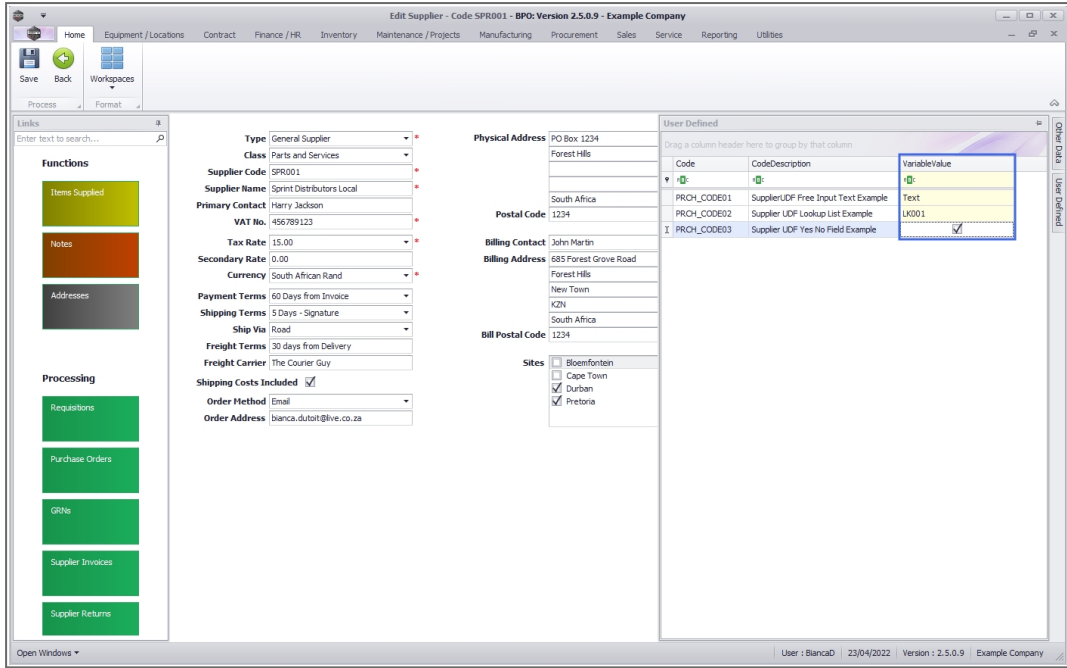 Edit Supplier - Code SPR001 - BPO: Version 2.5.0.9 - Example Company
Home Equipment / Locations Contract Finance / HR Inventory Maintenance / Projects Manufacturing Procurement Sales Service Reporting Utilities
Save Back Workspaces
Process Format
Links
Enter text to search...
Functions
Items Supplied
Notes
Addresses
Processing
Requisitions
Purchase Orders
GRNs
Supplier Invoices
Supplier Returns
Type General Supplier *
Class Parts and Services
Supplier Code SPR001 *
Supplier Name Sprint Distributors Local *
Primary Contact Harry Jackson
VAT No. 456789123 *
Tax Rate 15.00 *
Secondary Rate 0.00
Currency South African Rand *
Payment Terms 60 Days from Invoice
Shipping Terms 5 Days - Signature
Ship Via Road
Freight Terms 30 days from Delivery
Freight Carrier The Courier Guy
Shipping Costs Included
Order Method Email
Order Address bianca.dutoit@live.co.za
Physical Address PO Box 1234
Forest Hills
South Africa
Postal Code 1234
Billing Contact John Martin
Billing Address 685 Forest Grove Road
Forest Hills
New Town
KZN
South Africa
Bill Postal Code 1234
Sites Bloemfontein
Cape Town
Durban
Pretoria
User Defined
Drag a column header here to group by that column
Code CodeDescription VariableValue
PRCH_CODE01 SupplierUDF Free Input Text Example Text
PRCH_CODE02 Supplier UDF Lookup List Example LK001
PRCH_CODE03 Supplier UDF Yes No Field Example
Other Data
User Defined
Open Windows
User : BiancaD 23/04/2022 Version : 2.5.0.9 Example Company